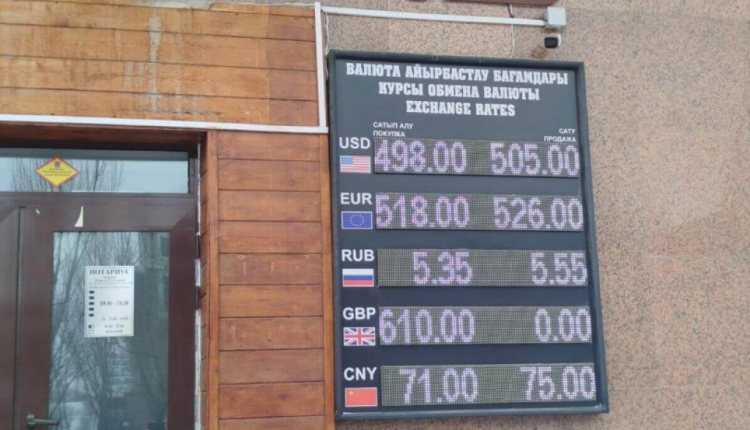 ВАЛЮТА АЙЫРБАСТАУ БАҒАМДАРЫ
КУРСЫ ОБМЕНА ВАЛЮТЫ
EXCHANGE RATES
САТЫП АЛУ САТУ
ПОКУПКА ПРОДАЖА
USD 498.00 505.00
EUR 518.00 526.00
RUB 5.35 5.55
GBP 610.00 0.00
CNY 71.00 75.00
НОТАРИУС